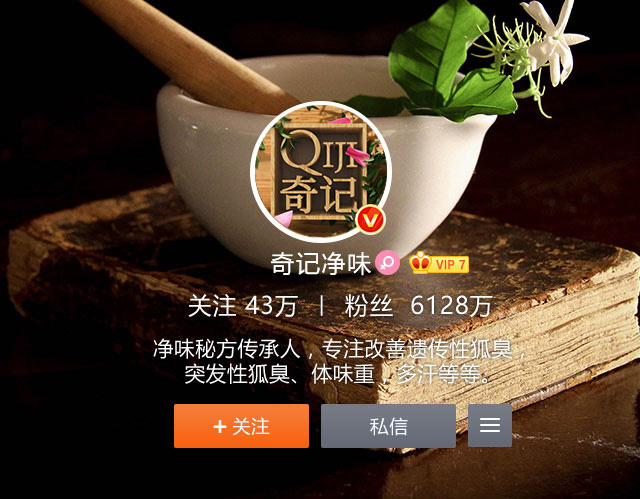 QIJI
奇记
奇记净味
VIP 7
关注 43万 | 粉丝 6128万
净味秘方传承人，专注改善遗传性狐臭，
突发性狐臭、体味重，多汗等等。
+ 关注
私信